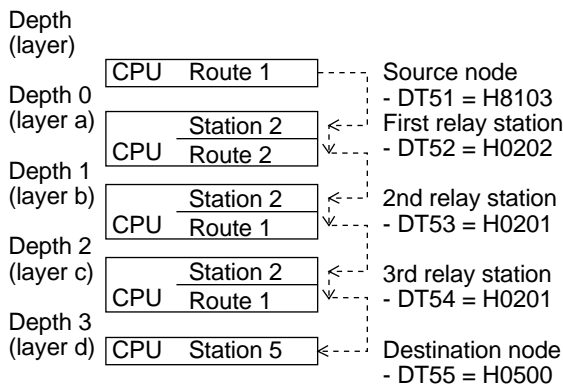 Depth
(layer)
CPU Route 1
Source node
- DT51 = H8103
Depth 0
(layer a)
Station 2
CPU Route 2
First relay station
- DT52 = H0202
Depth 1
(layer b)
Station 2
CPU Route 1
2nd relay station
- DT53 = H0201
Depth 2
(layer c)
Station 2
CPU Route 1
3rd relay station
- DT54 = H0201
Depth 3
(layer d)
CPU Station 5
Destination node
- DT55 = H0500